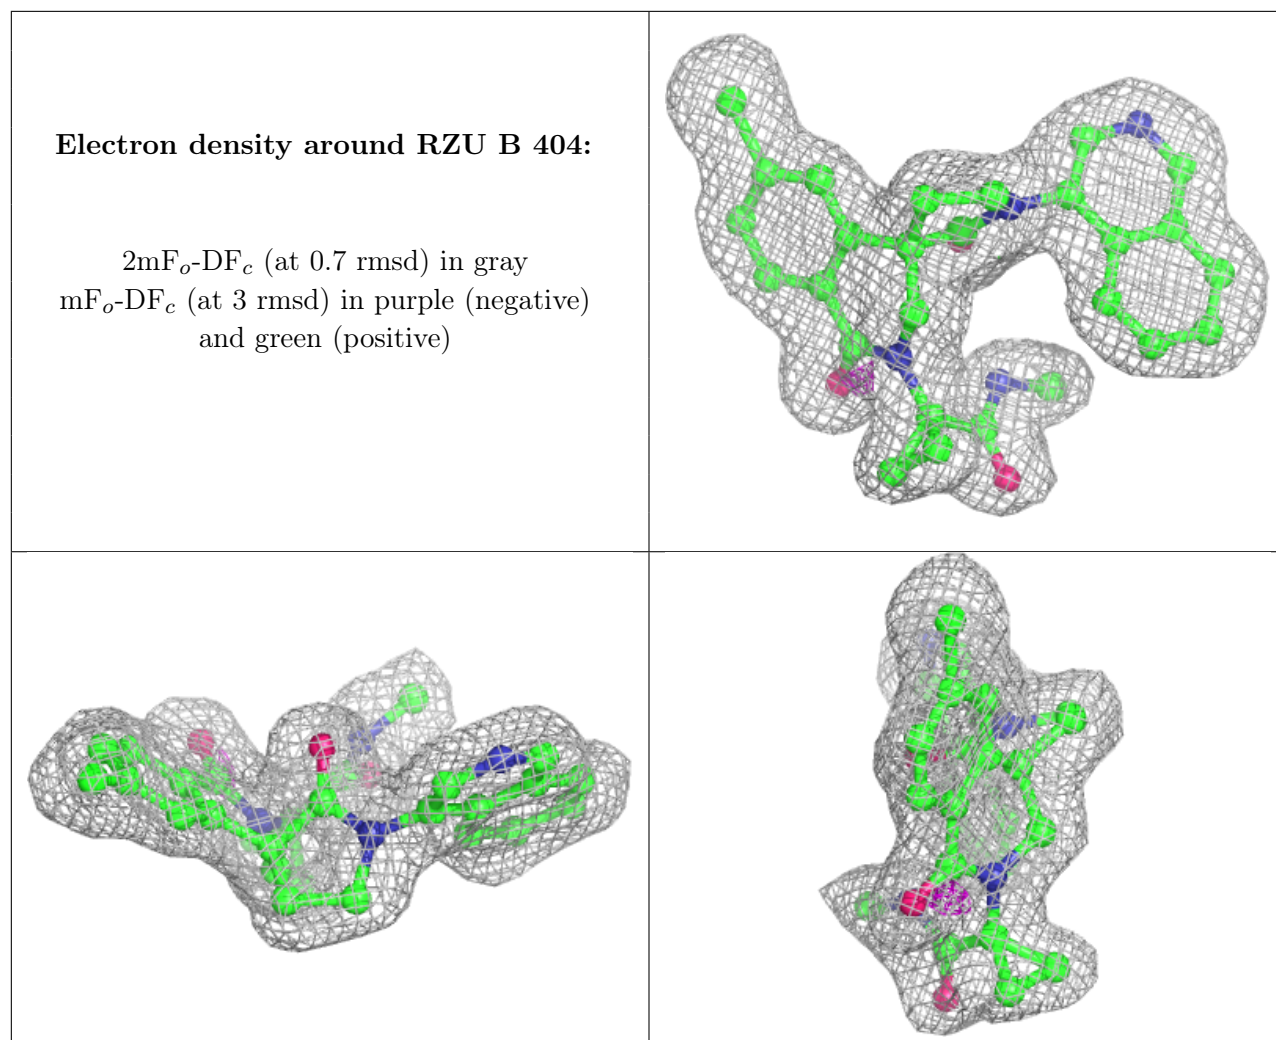 Electron density around RZU B 404:
2mFo-DFc (at 0.7 rmsd) in gray
mFo-DFc (at 3 rmsd) in purple (negative)
and green (positive)